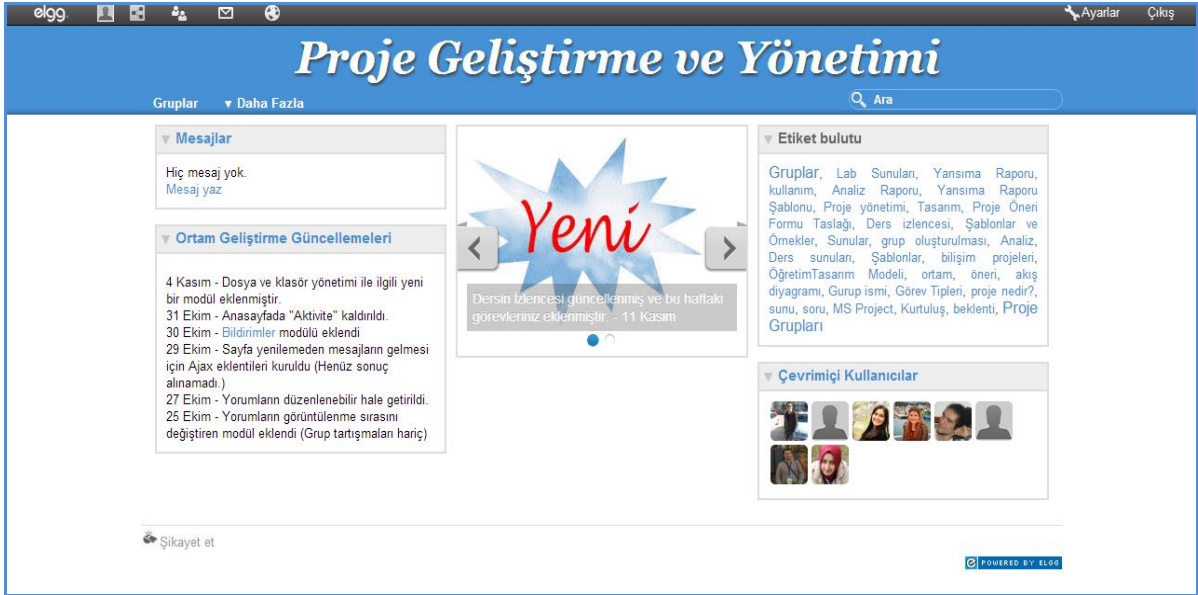 elgg.
Ayarlar Çıkış
Proje Geliştirme ve Yönetimi
Gruplar ▼ Daha Fazla
Ara
Mesajlar
Hiç mesaj yok.
Mesaj yaz
Ortam Geliştirme Güncellemeleri
4 Kasım - Dosya ve klasör yönetimi ile ilgili yeni
bir modül eklenmiştir.
31 Ekim - Anasayfada "Aktivite" kaldırıldı.
30 Ekim - Bildirimler modülü eklendi
29 Ekim - Sayfa yenilemeden mesajların gelmesi
için Ajax eklentileri kuruldu (Henüz sonuç
alınamadı.)
27 Ekim - Yorumların düzenlenebilir hale getirildi.
25 Ekim - Yorumların görüntülenme sırasını
değiştiren modül eklendi (Grup tartışmaları hariç)
Yeni
Dersin İzlencesi güncellenmiş ve bu haftaki
görevleriniz eklenmiştir. - 11 Kasım
Etiket bulutu
Gruplar, Lab Sunuları, Yansıma Raporu,
kullanım, Analiz Raporu, Yansıma Raporu
Şablonu, Proje yönetimi, Tasarım, Proje Öneri
Formu Taslağı, Ders izlencesi, Şablonlar ve
Örnekler, Sunular, grup oluşturulması, Analiz,
Ders sunuları, Şablonlar, bilişim projeleri,
ÖğretimTasarım Modeli, ortam, öneri, akış
diyagramı, Gurup ismi, Görev Tipleri, proje nedir?,
sunu, soru, MS Project, Kurtuluş, beklenti, Proje
Grupları
Çevrimiçi Kullanıcılar
Şikayet et
POWERED BY ELGG